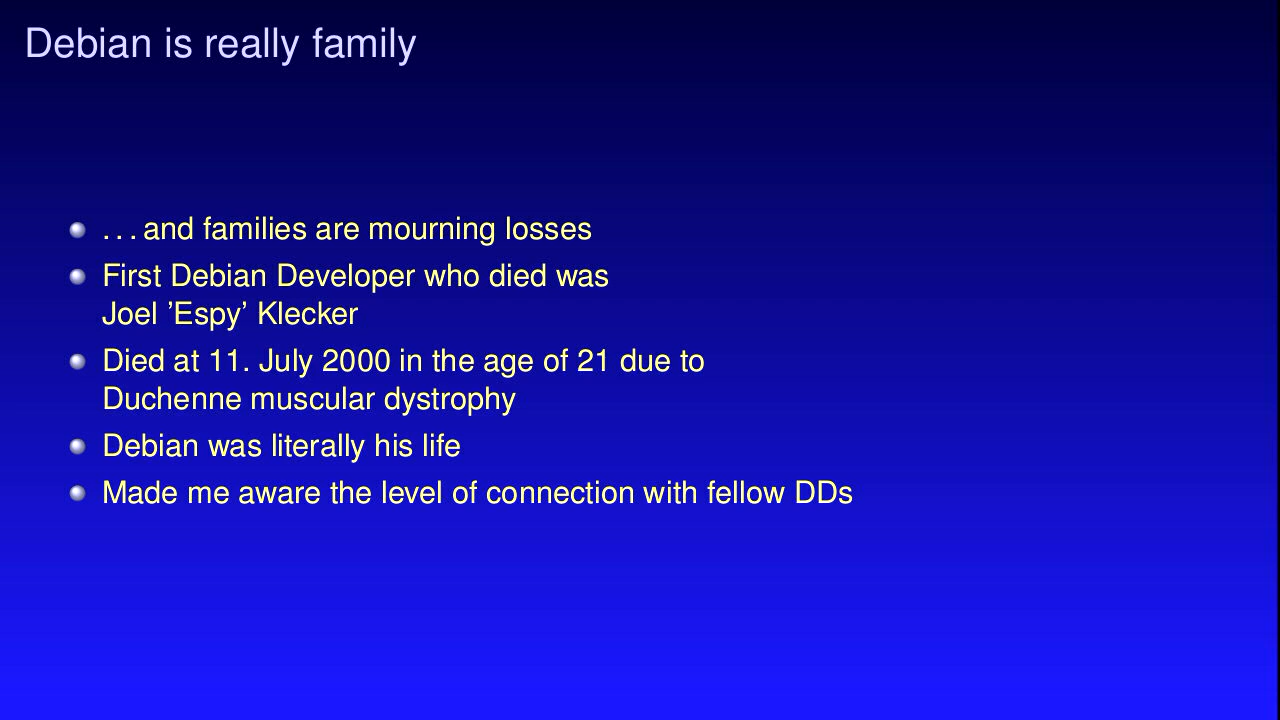 Debian is really family
. . . and families are mourning losses
First Debian Developer who died was
Joel ’Espy’ Klecker
Died at 11. July 2000 in the age of 21 due to
Duchenne muscular dystrophy
Debian was literally his life
Made me aware the level of connection with fellow DDs